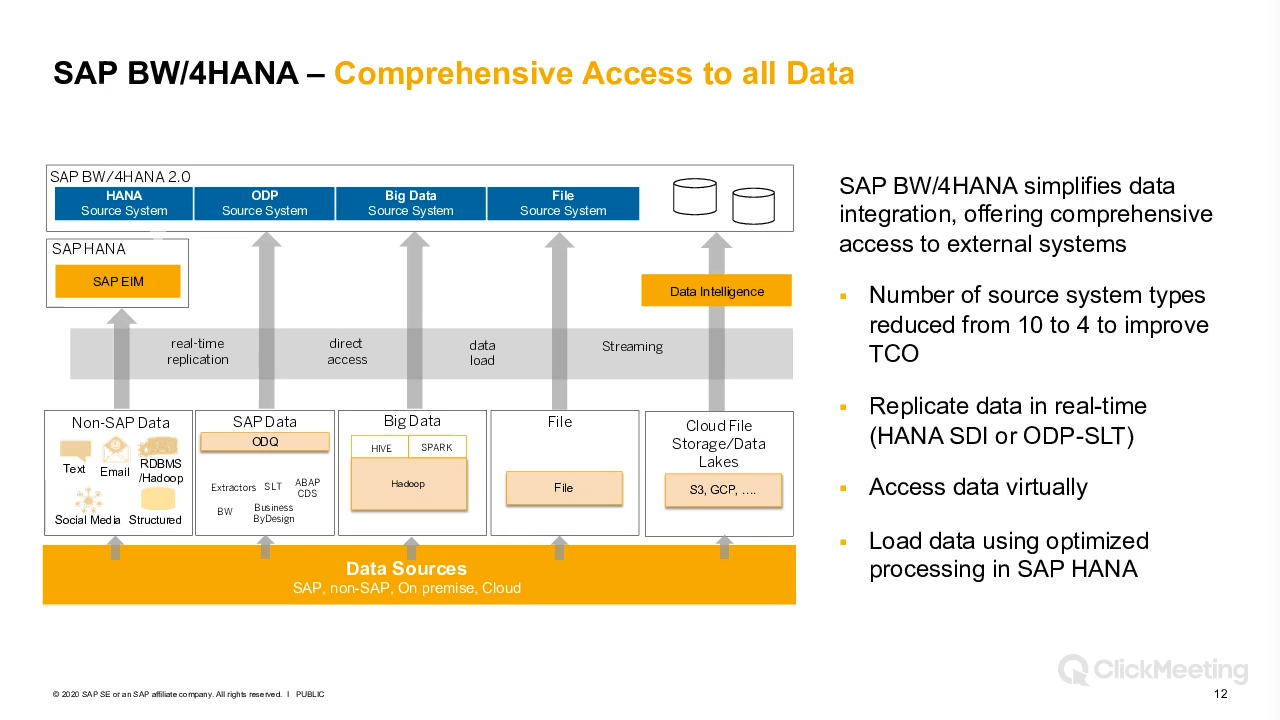 SAP BW/4HANA – Comprehensive Access to all Data
SAP BW/4HANA 2.0
HANA
Source System
ODP
Source System
Big Data
Source System
File
Source System
SAP HANA
SAP EIM
Data Intelligence
real-time
replication
direct
access
data
load
Streaming
Non-SAP Data
Text
Email
RDBMS
/Hadoop
Social Media
Structured
SAP Data
ODQ
Extractors
SLT
ABAP
CDS
BW
Business
ByDesign
Big Data
HIVE
SPARK
Hadoop
File
File
Cloud File
Storage/Data
Lakes
S3, GCP, ....
Data Sources
SAP, non-SAP, On premise, Cloud
SAP BW/4HANA simplifies data
integration, offering comprehensive
access to external systems
▪ Number of source system types
reduced from 10 to 4 to improve
TCO
▪ Replicate data in real-time
(HANA SDI or ODP-SLT)
▪ Access data virtually
▪ Load data using optimized
processing in SAP HANA
ClickMeeting
© 2020 SAP SE or an SAP affiliate company. All rights reserved. I PUBLIC
12